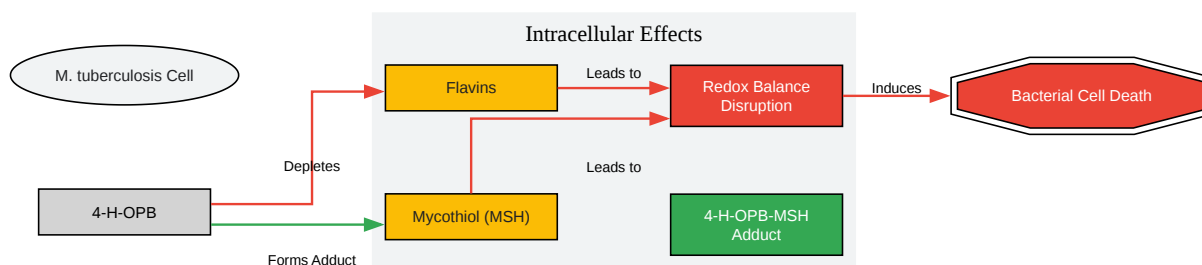 Intracellular Effects
M. tuberculosis Cell
Flavins
Leads to
Redox Balance
Disruption
Induces
Bacterial Cell Death
Depletes
Leads to
4-H-OPB
Mycothiol (MSH)
4-H-OPB-MSH
Adduct
Forms Adduct